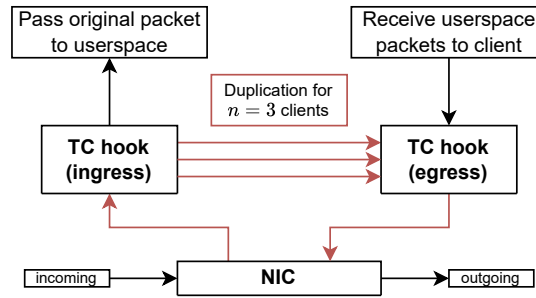 Pass original packet
to userspace
Receive userspace
packets to client
Duplication for
n = 3 clients
TC hook
(ingress)
TC hook
(egress)
incoming
NIC
outgoing